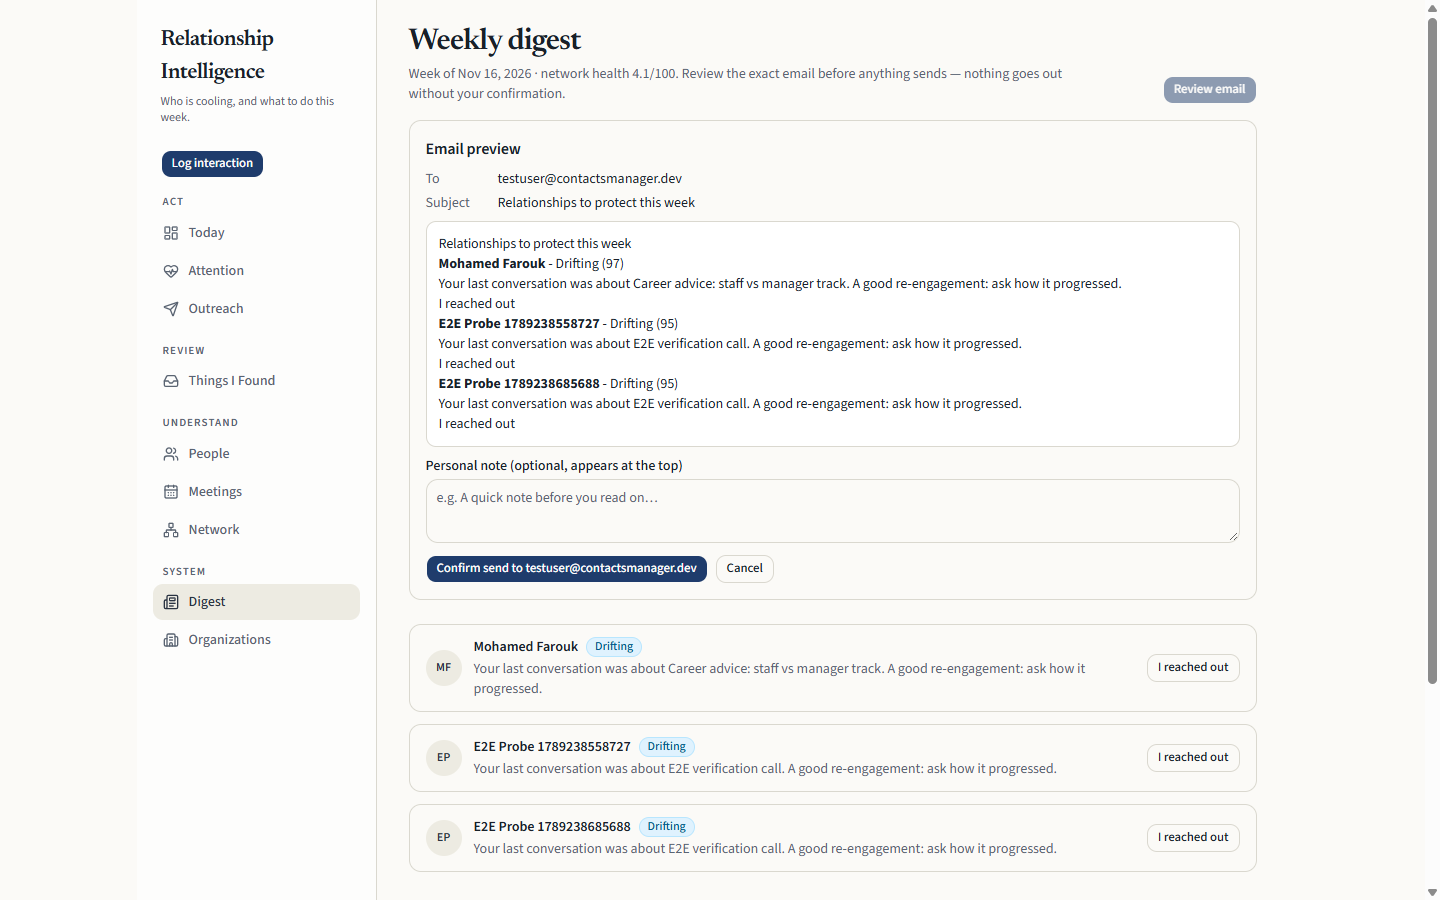 Relationship
Intelligence
Who is cooling, and what to do this
week.
Log interaction
ACT
Today
Attention
Outreach
REVIEW
Things I Found
UNDERSTAND
People
Meetings
Network
SYSTEM
Digest
Organizations
Weekly digest
Week of Nov 16, 2026 · network health 4.1/100. Review the exact email before anything sends — nothing goes out
without your confirmation.
Review email
Email preview
To testuser@contactsmanager.dev
Subject Relationships to protect this week
Relationships to protect this week
Mohamed Farouk - Drifting (97)
Your last conversation was about Career advice: staff vs manager track. A good re-engagement: ask how it progressed.
I reached out
E2E Probe 1789238558727 - Drifting (95)
Your last conversation was about E2E verification call. A good re-engagement: ask how it progressed.
I reached out
E2E Probe 1789238685688 - Drifting (95)
Your last conversation was about E2E verification call. A good re-engagement: ask how it progressed.
I reached out
Personal note (optional, appears at the top)
e.g. A quick note before you read on…
Confirm send to testuser@contactsmanager.dev Cancel
MF
Mohamed Farouk Drifting
Your last conversation was about Career advice: staff vs manager track. A good re-engagement: ask how it
progressed.
I reached out
EP
E2E Probe 1789238558727 Drifting
Your last conversation was about E2E verification call. A good re-engagement: ask how it progressed.
I reached out
EP
E2E Probe 1789238685688 Drifting
Your last conversation was about E2E verification call. A good re-engagement: ask how it progressed.
I reached out